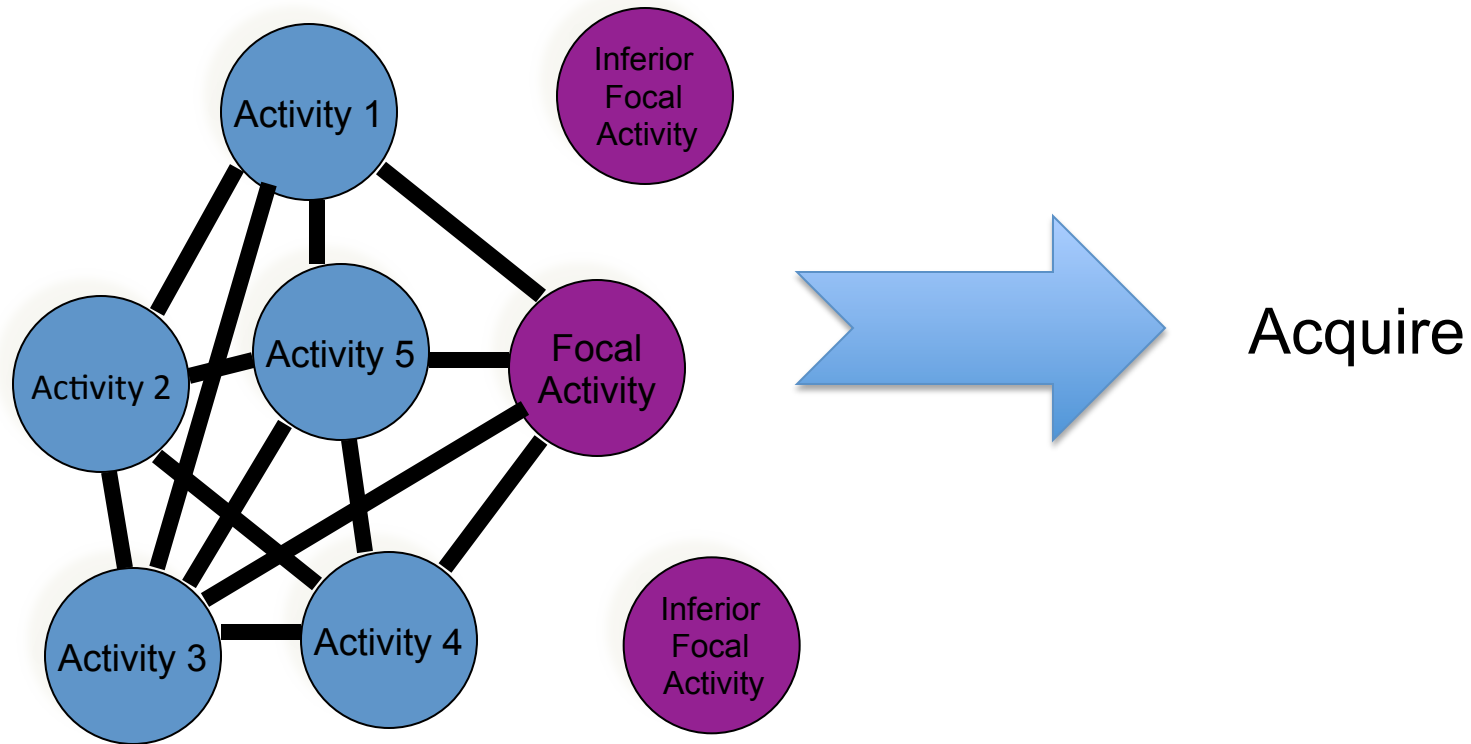 Activity 1
Inferior
Focal
Activity
Activity 2
Activity 5
Focal
Activity
Acquire
Activity 3
Activity 4
Inferior
Focal
Activity